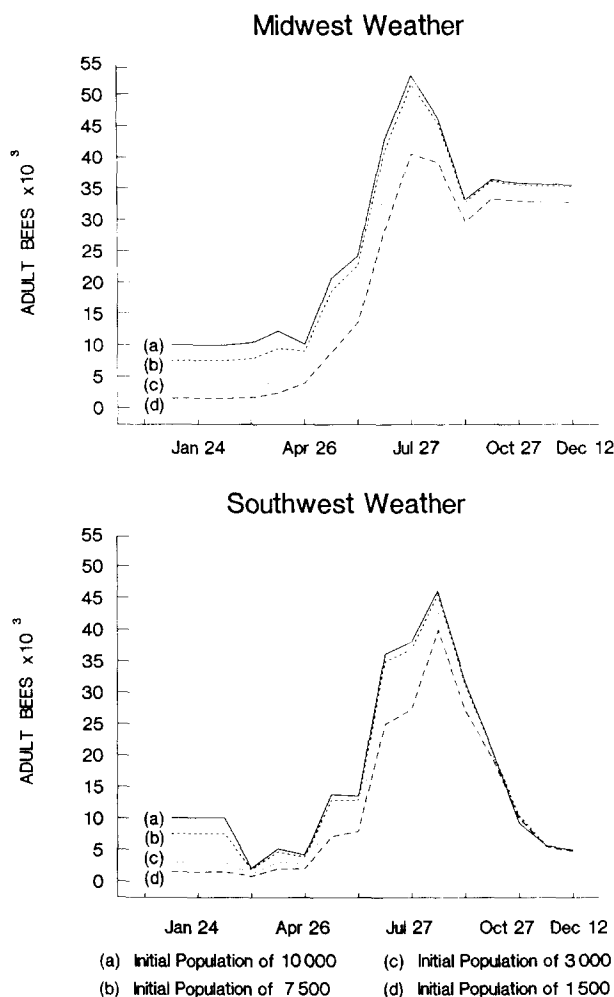 Midwest Weather
55
50
45
40
35
30
25
20
15
10
5
0
ADULT BEES x10³
(a)
(b)
(c)
(d)
Jan 24 Apr 26 Jul 27 Oct 27 Dec 12
Southwest Weather
55
50
45
40
35
30
25
20
15
10
5
0
ADULT BEES x10³
(a)
(b)
(c)
(d)
Jan 24 Apr 26 Jul 27 Oct 27 Dec 12
(a) Initial Population of 10 000 (c) Initial Population of 3 000
(b) Initial Population of 7 500 (d) Initial Population of 1 500